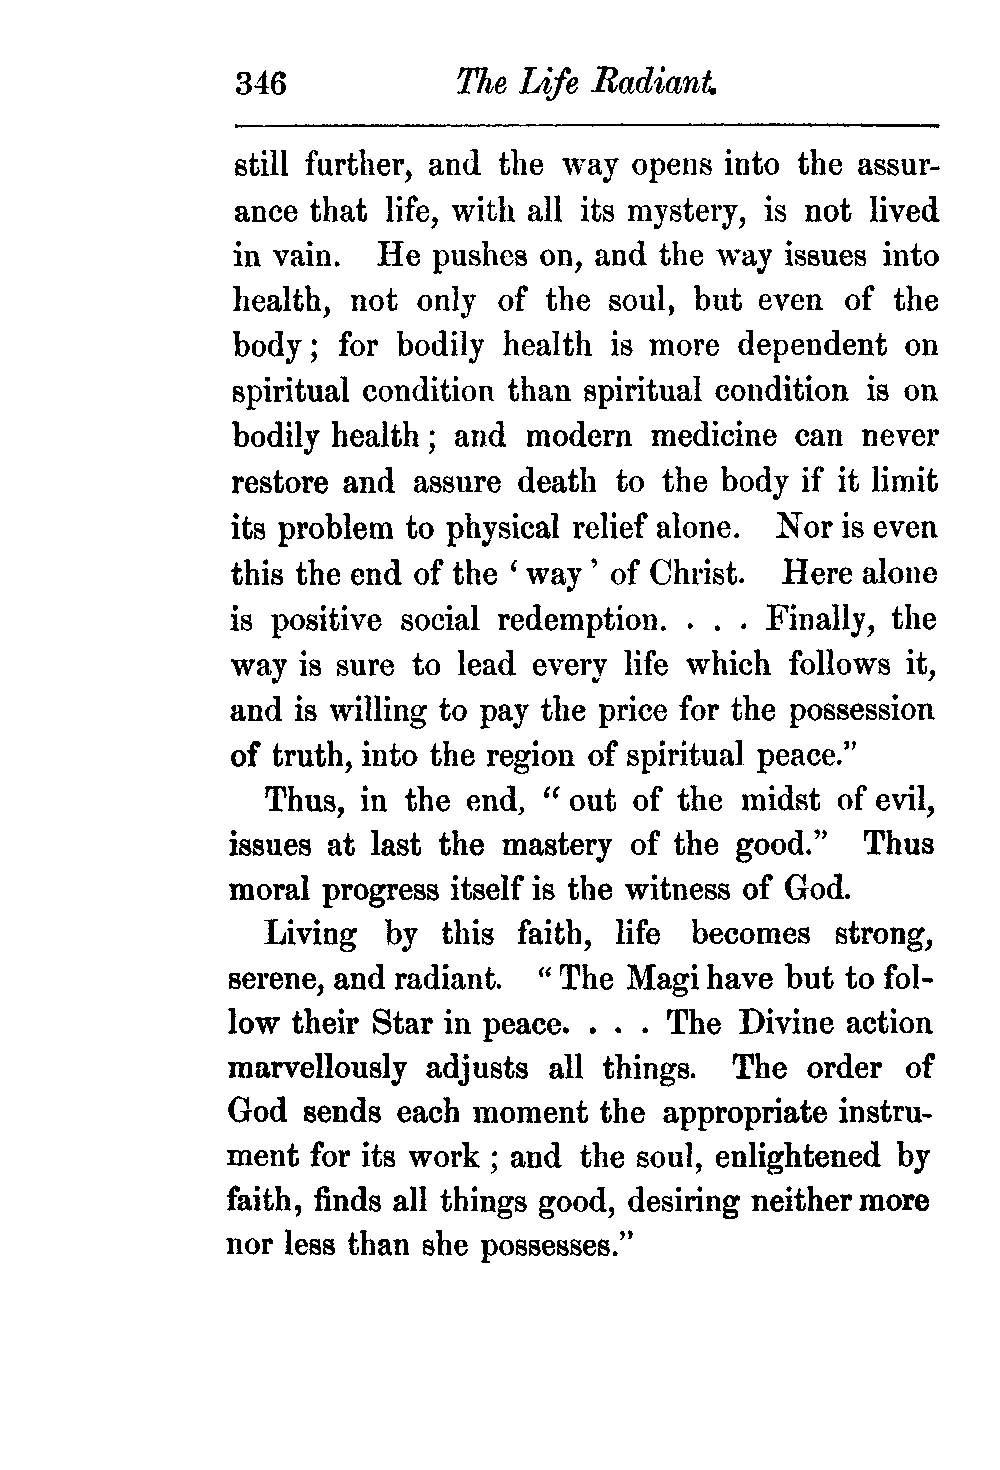 346 The Life Radiant.
still further, and the way opens into the assur-
ance that life, with all its mystery, is not lived
in vain. He pushes on, and the way issues into
health, not only of the soul, but even of the
body; for bodily health is more dependent on
spiritual condition than spiritual condition is on
bodily health; and modern medicine can never
restore and assure death to the body if it limit
its problem to physical relief alone. Nor is even
this the end of the ‘way’ of Christ. Here alone
is positive social redemption. . . . Finally, the
way is sure to lead every life which follows it,
and is willing to pay the price for the possession
of truth, into the region of spiritual peace.”
Thus, in the end, “out of the midst of evil,
issues at last the mastery of the good.” Thus
moral progress itself is the witness of God.
Living by this faith, life becomes strong,
serene, and radiant. “The Magi have but to fol-
low their Star in peace. . . . The Divine action
marvellously adjusts all things. The order of
God sends each moment the appropriate instru-
ment for its work; and the soul, enlightened by
faith, finds all things good, desiring neither more
nor less than she possesses.”